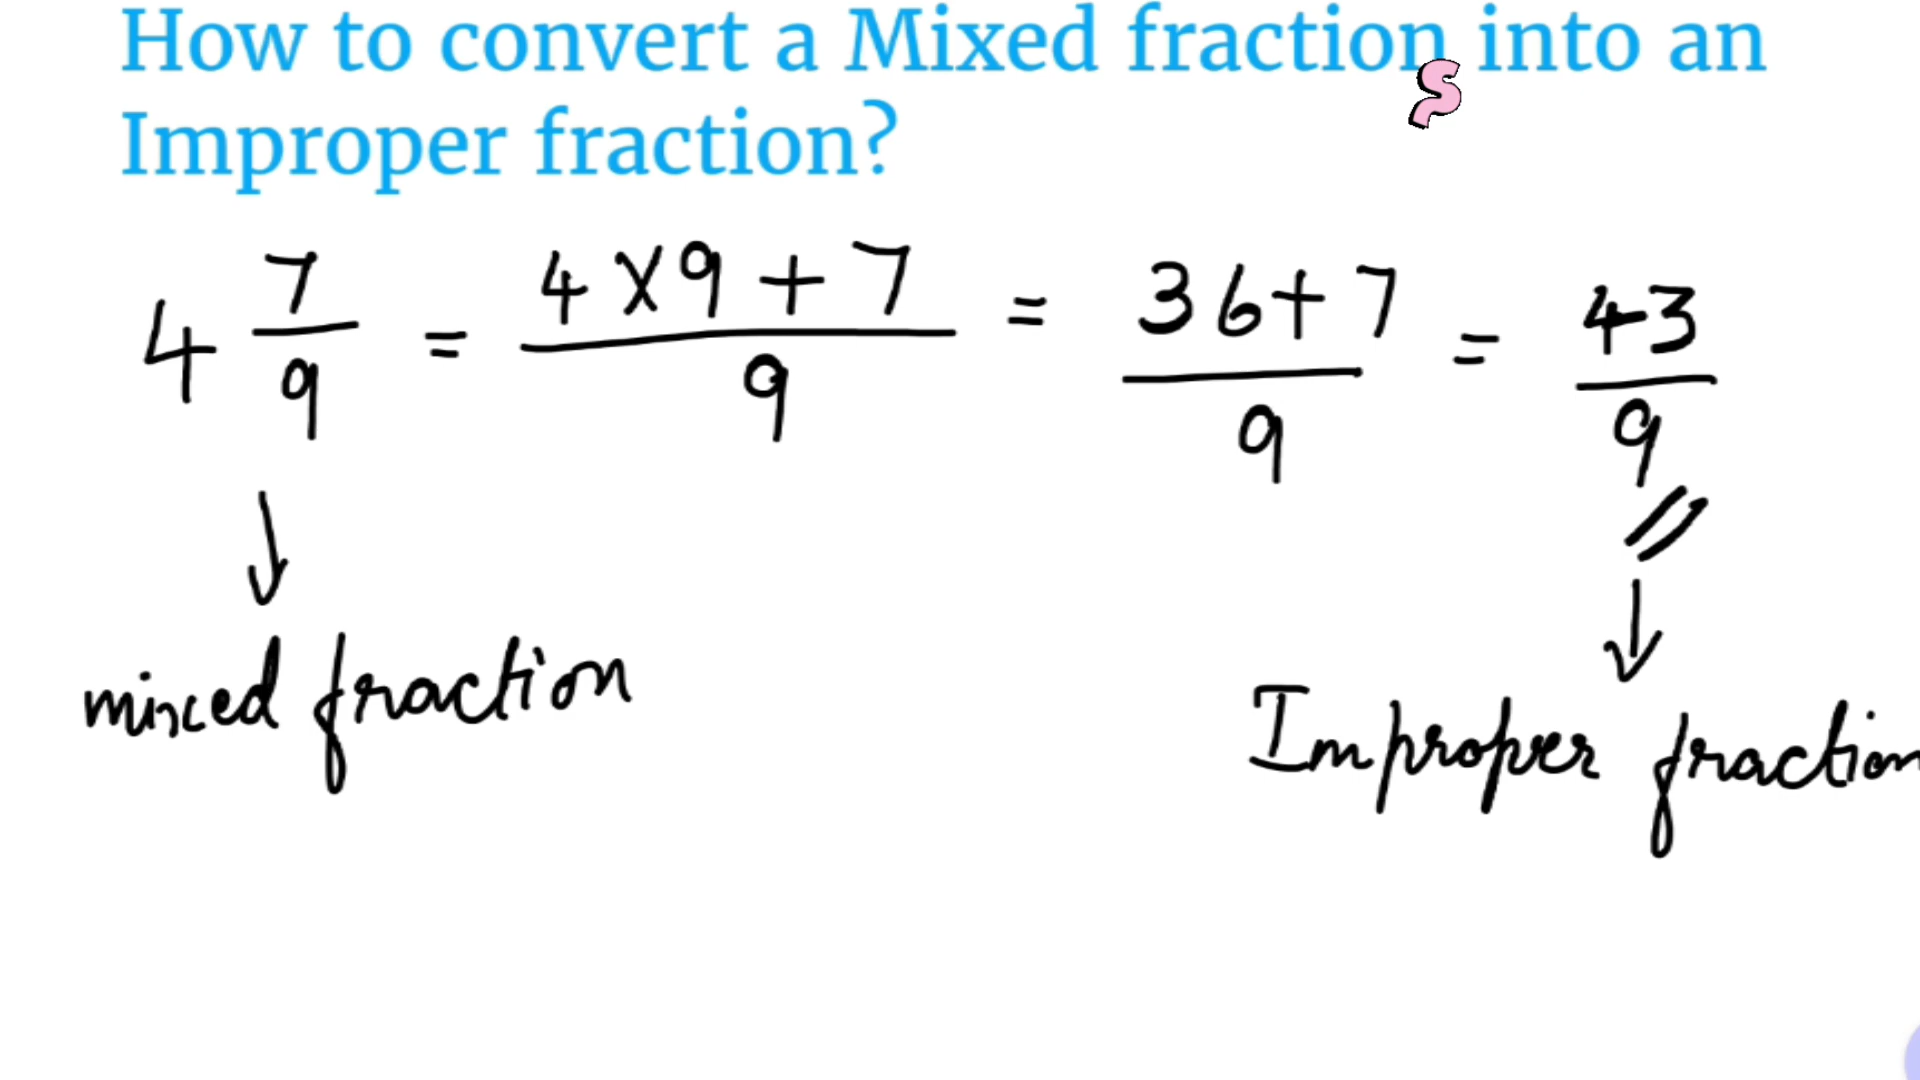 How to convert a Mixed fraction into an
S
Improper fraction?
4 7/9 = (4×9+7)/9 = (36+7)/9 = 43/9 //
mixed fraction
Improper fraction